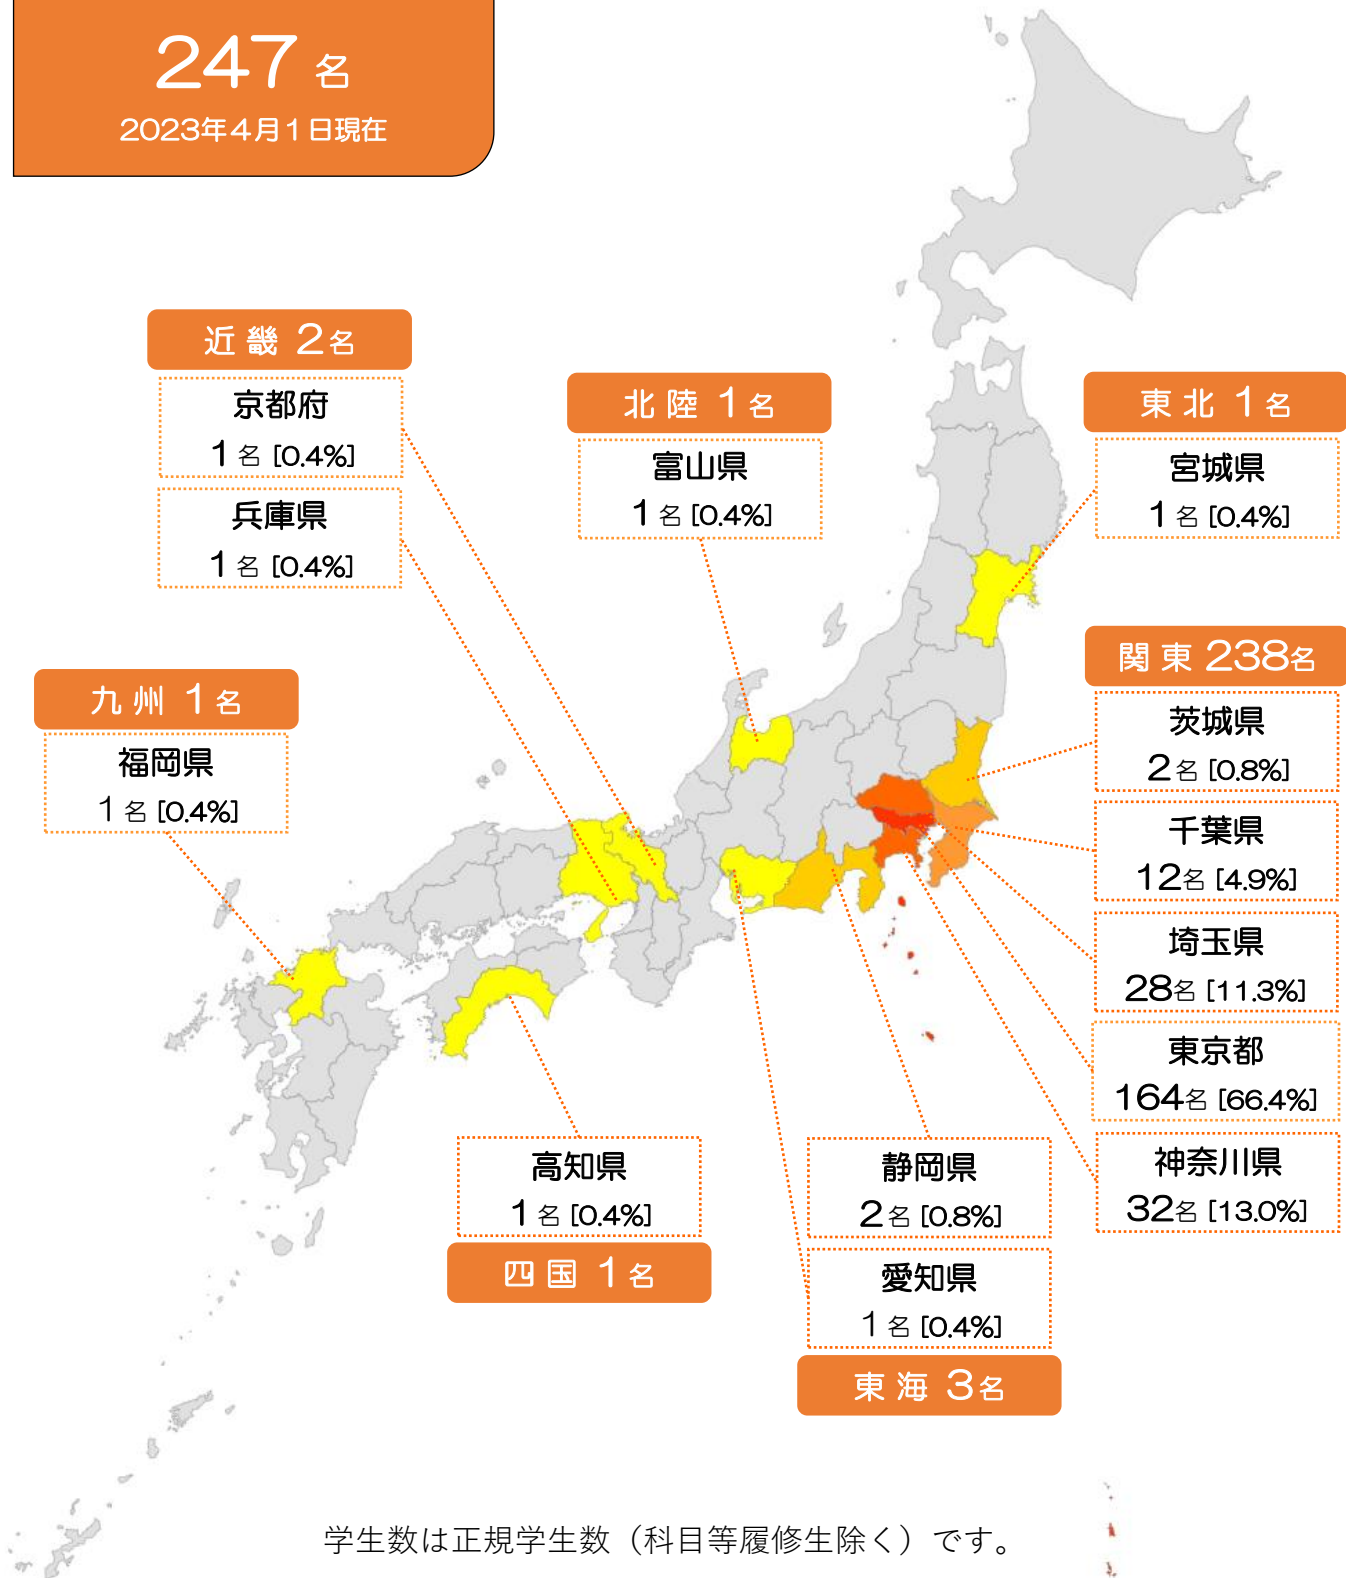 247 名
2023年4月1日現在
近畿 2名
京都府
1 名 [0.4%]
兵庫県
1 名 [0.4%]
北陸 1名
富山県
1 名 [0.4%]
東北 1名
宮城県
1 名 [0.4%]
関東 238名
茨城県
2名 [0.8%]
千葉県
12名 [4.9%]
埼玉県
28名 [11.3%]
東京都
164名 [66.4%]
神奈川県
32名 [13.0%]
九州 1名
福岡県
1 名 [0.4%]
高知県
1 名 [0.4%]
四国 1名
静岡県
2名 [0.8%]
愛知県
1 名 [0.4%]
東海 3名
学生数は正規学生数（科目等履修生除く）です。